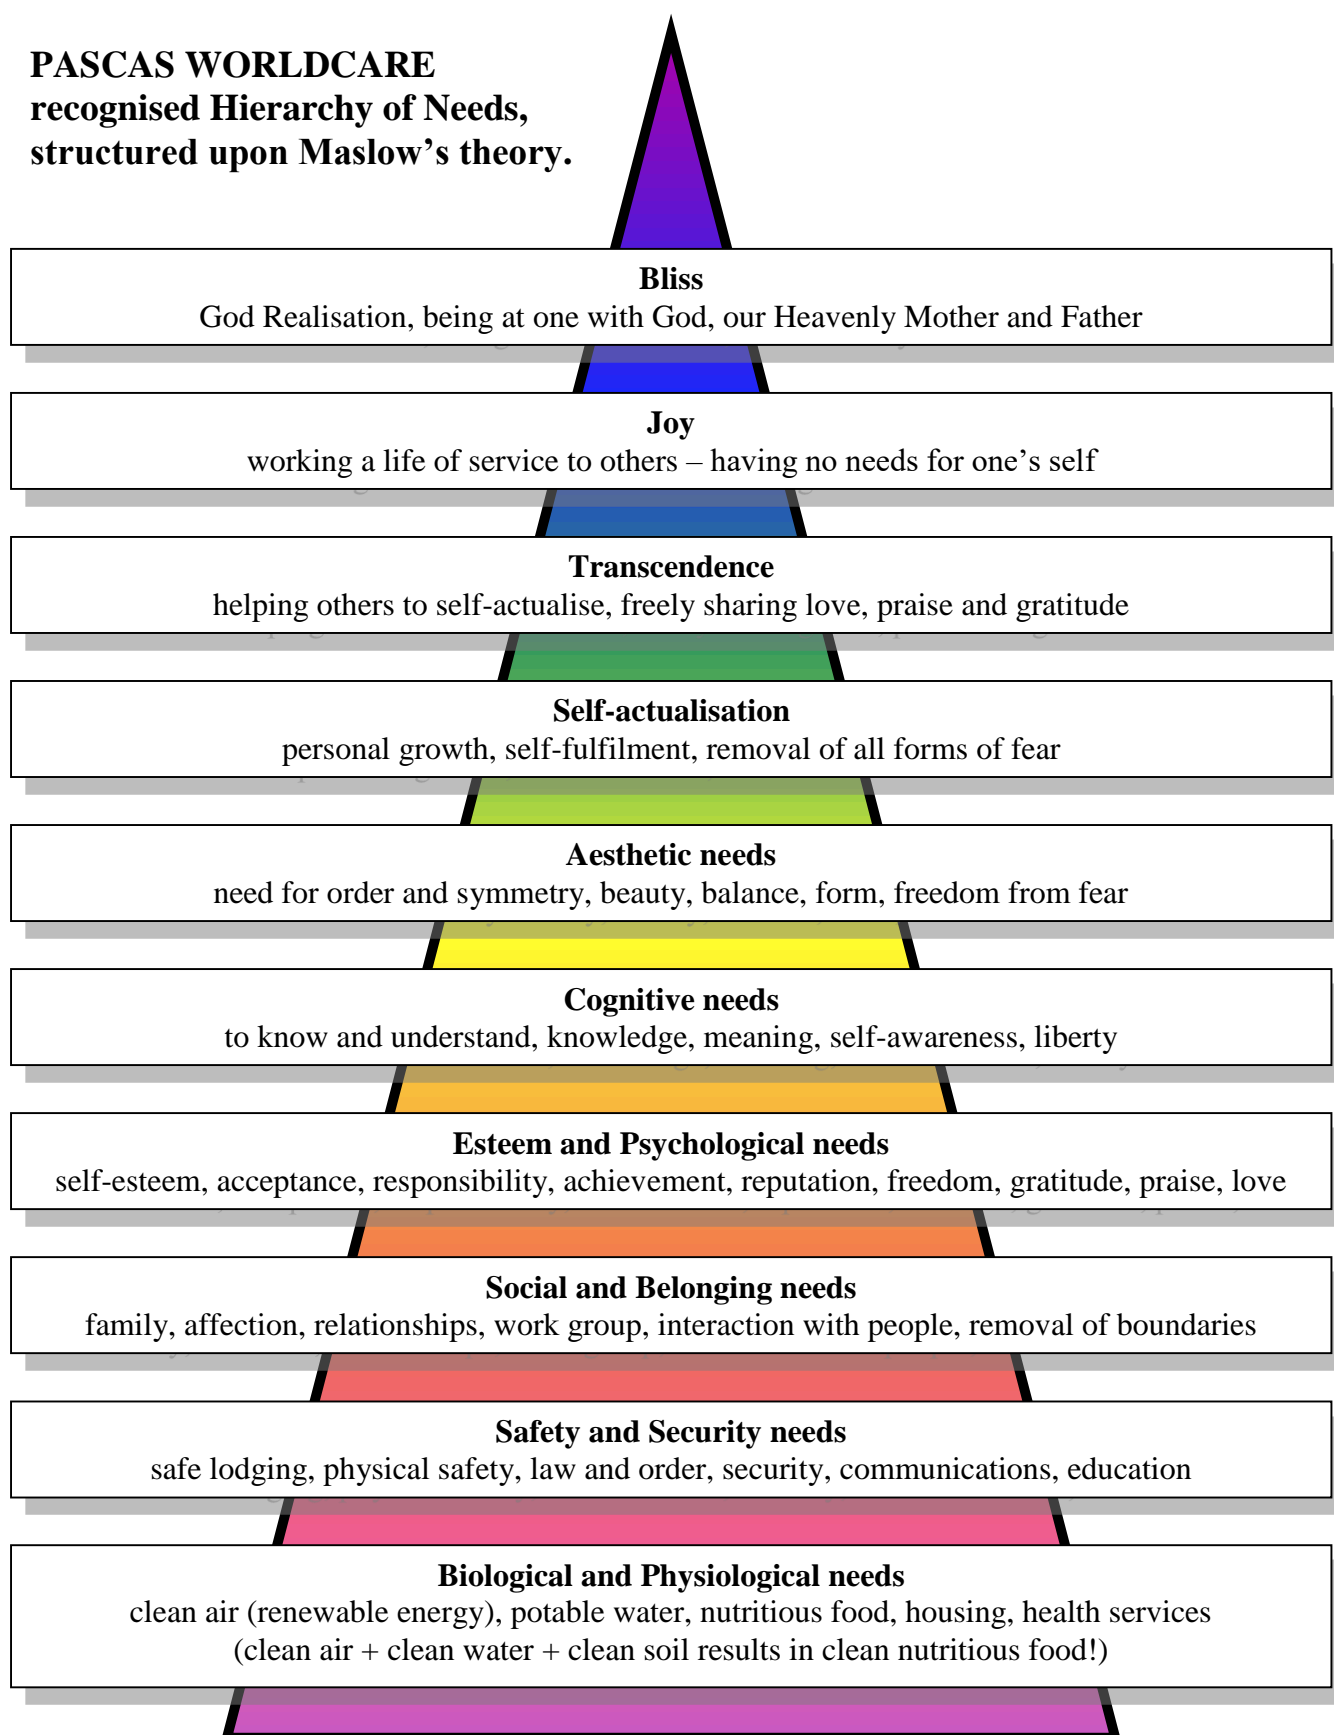 PASCAS WORLDCARE
recognised Hierarchy of Needs,
structured upon Maslow’s theory.
Bliss
God Realisation, being at one with God, our Heavenly Mother and Father
Joy
working a life of service to others – having no needs for one’s self
Transcendence
helping others to self-actualise, freely sharing love, praise and gratitude
Self-actualisation
personal growth, self-fulfilment, removal of all forms of fear
Aesthetic needs
need for order and symmetry, beauty, balance, form, freedom from fear
Cognitive needs
to know and understand, knowledge, meaning, self-awareness, liberty
Esteem and Psychological needs
self-esteem, acceptance, responsibility, achievement, reputation, freedom, gratitude, praise, love
Social and Belonging needs
family, affection, relationships, work group, interaction with people, removal of boundaries
Safety and Security needs
safe lodging, physical safety, law and order, security, communications, education
Biological and Physiological needs
clean air (renewable energy), potable water, nutritious food, housing, health services
(clean air + clean water + clean soil results in clean nutritious food!)